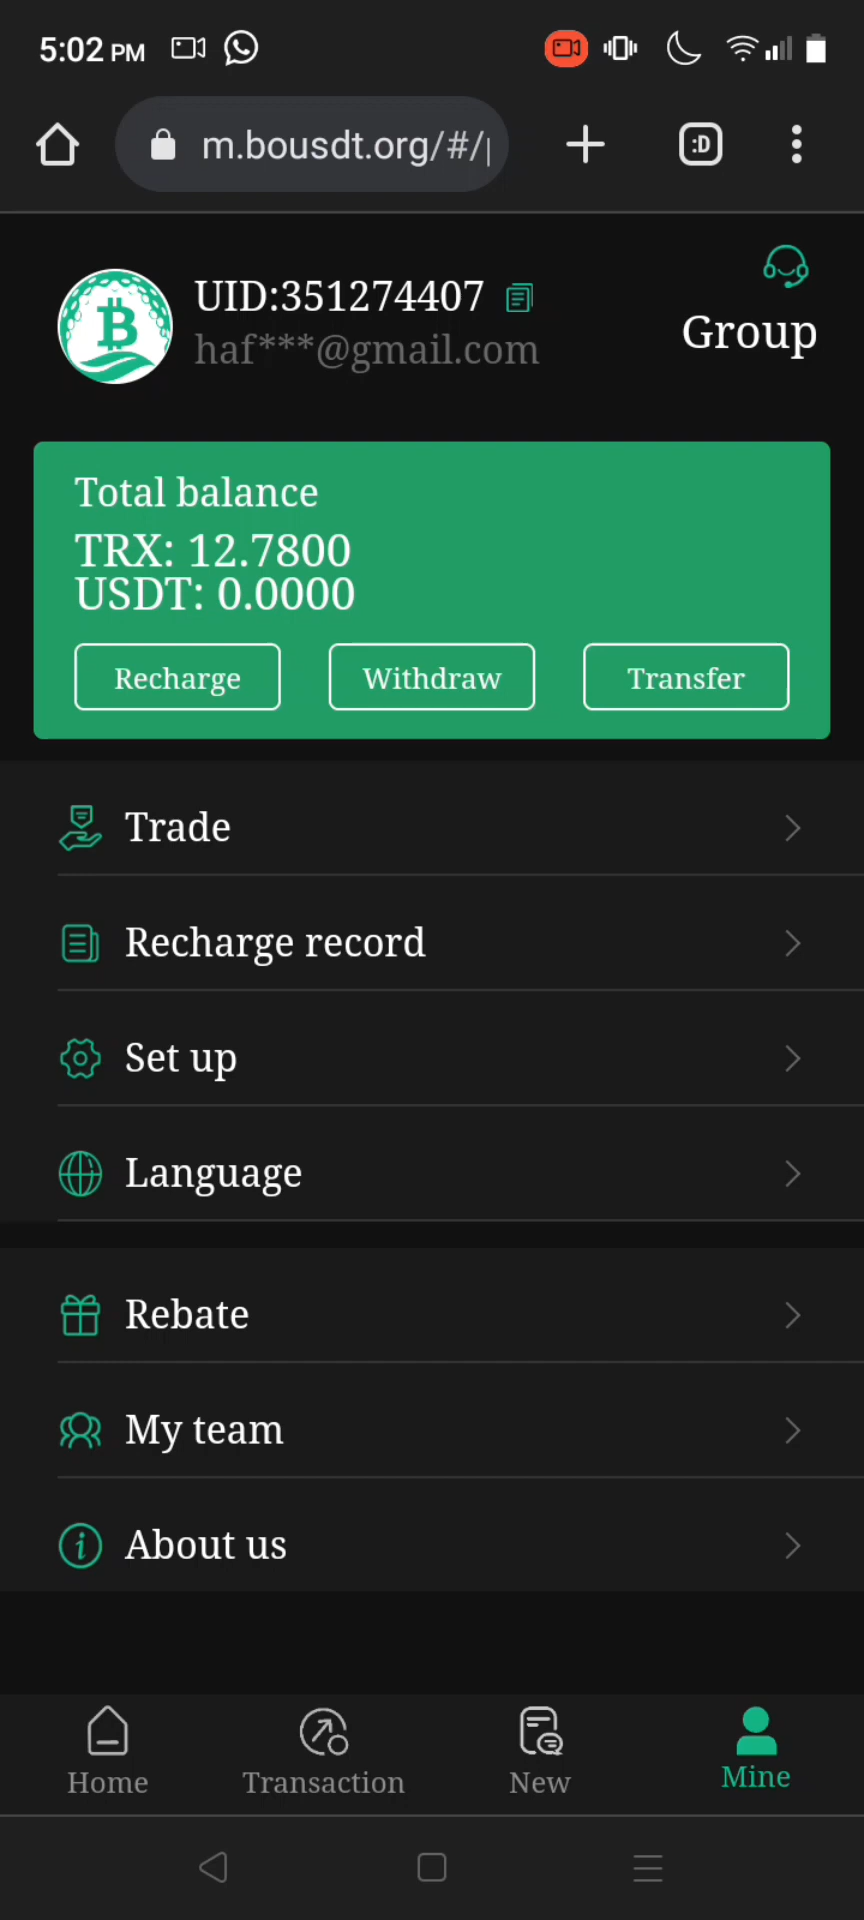 5:02 PM
m.bousdt.org/#/
:D
UID:351274407
haf***@gmail.com
Group
Total balance
TRX: 12.7800
USDT: 0.0000
Recharge
Withdraw
Transfer
Trade
Recharge record
Set up
Language
Rebate
My team
About us
Home
Transaction
New
Mine